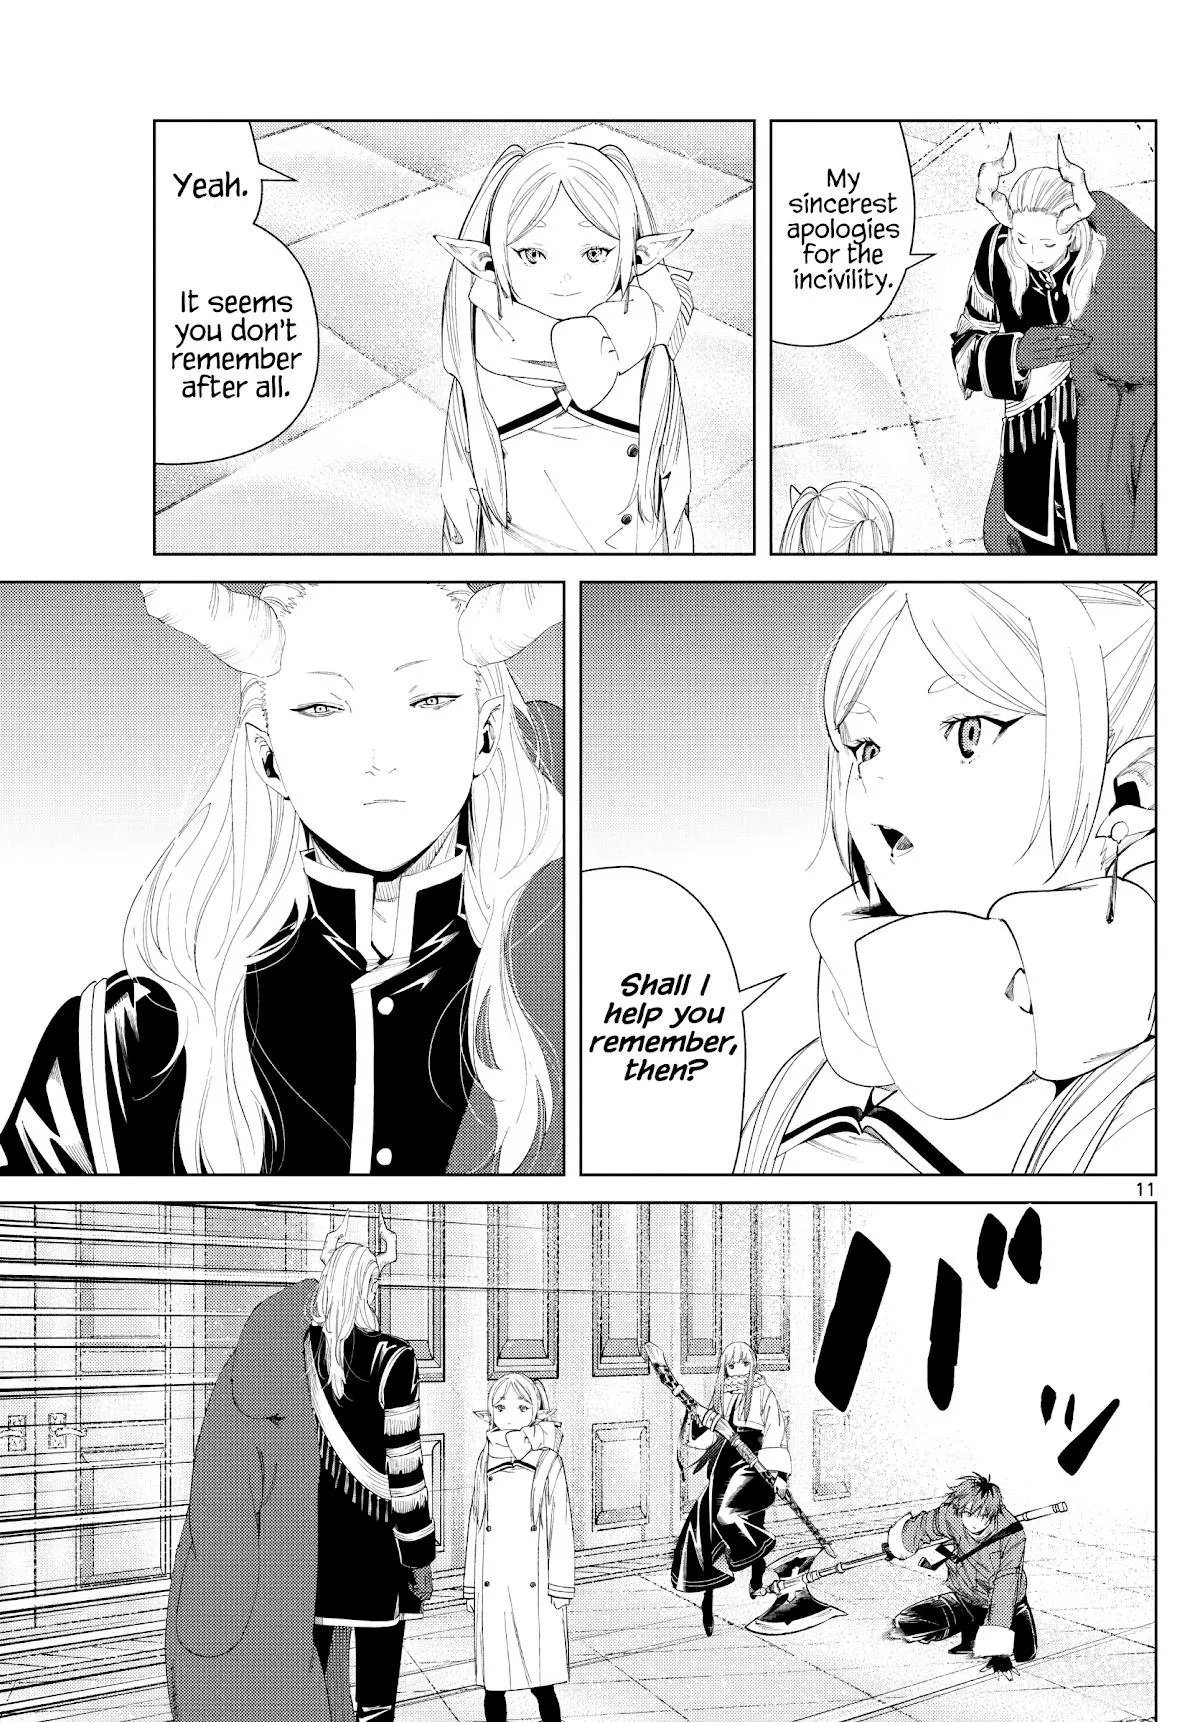 My
sincerest
apologies
for the
incivility.
Yeah.
It seems
you don't
remember
after all.
Shall I
help you
remember,
then?
11
バッ